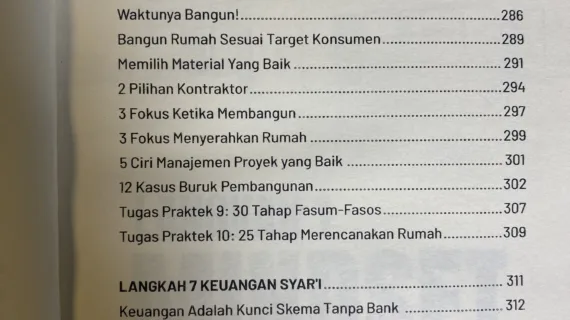 Waktunya Bangun!......................................................................286
Bangun Rumah Sesuai Target Konsumen..............................289
Memilih Material Yang Baik......................................................291
2 Pilihan Kontraktor..................................................................294
3 Fokus Ketika Membangun......................................................297
3 Fokus Menyerahkan Rumah..................................................299
5 Ciri Manajemen Proyek yang Baik........................................301
12 Kasus Buruk Pembangunan..................................................302
Tugas Praktek 9: 30 Tahap Fasum-Fasos..............................307
Tugas Praktek 10: 25 Tahap Merencanakan Rumah..............309
LANGKAH 7 KEUANGAN SYAR'I..............................................311
Keuangan Adalah Kunci Skema Tanpa Bank..........................312